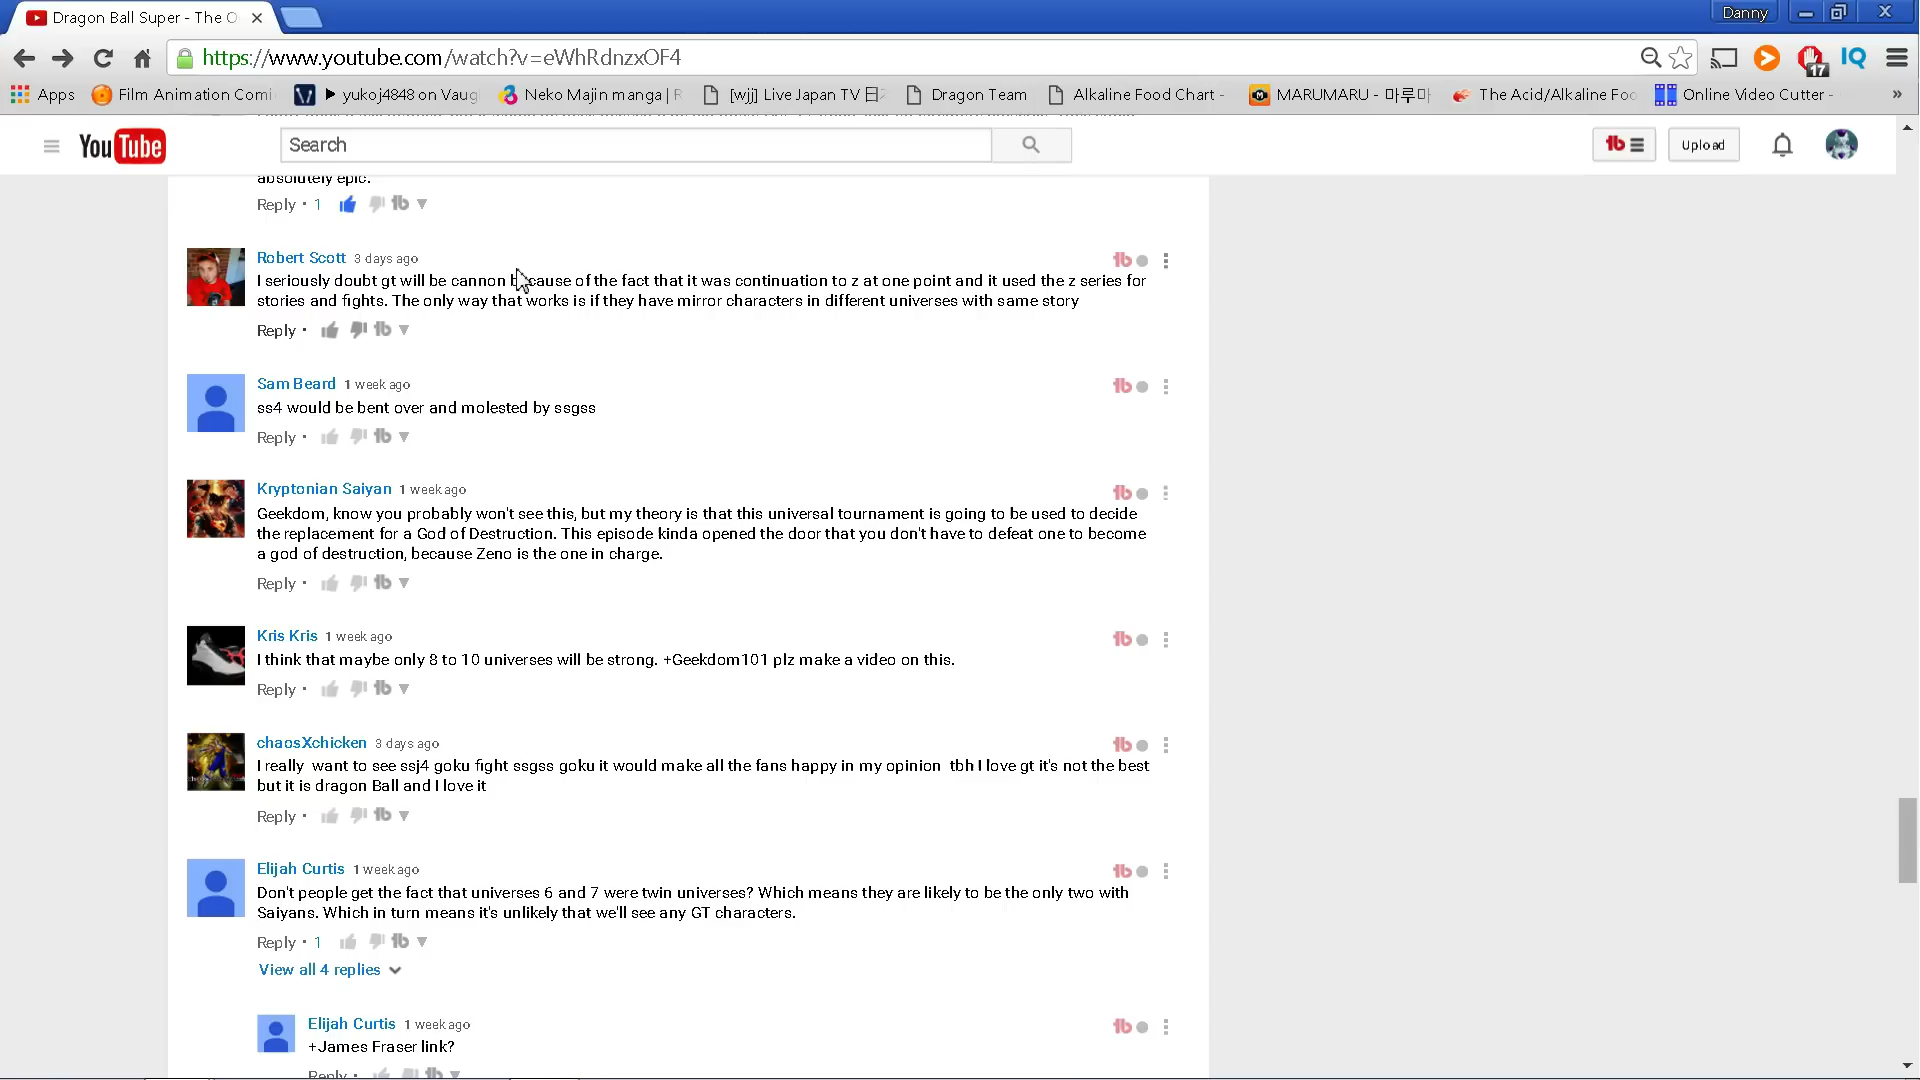 Dragon Ball Super - The O
Danny
https://www.youtube.com/watch?v=eWhRdnzxOF4
17
IQ
Apps
Film Animation Comi
▶ yukoj4848 on Vaug
Neko Majin manga | R
[wjj] Live Japan TV 日
Dragon Team
Alkaline Food Chart -
MARUMARU - 마루마
The Acid/Alkaline Foo
Online Video Cutter -
»
YouTube
Search
Upload
absolutely epic.
Reply · 1
Robert Scott 3 days ago
I seriously doubt gt will be cannon because of the fact that it was continuation to z at one point and it used the z series for
stories and fights. The only way that works is if they have mirror characters in different universes with same story
Reply ·
Sam Beard 1 week ago
ss4 would be bent over and molested by ssgss
Reply ·
Kryptonian Saiyan 1 week ago
Geekdom, know you probably won't see this, but my theory is that this universal tournament is going to be used to decide
the replacement for a God of Destruction. This episode kinda opened the door that you don't have to defeat one to become
a god of destruction, because Zeno is the one in charge.
Reply ·
Kris Kris 1 week ago
I think that maybe only 8 to 10 universes will be strong. +Geekdom101 plz make a video on this.
Reply ·
chaosXchicken 3 days ago
I really want to see ssj4 goku fight ssgss goku it would make all the fans happy in my opinion tbh I love gt it's not the best
but it is dragon Ball and I love it
Reply ·
Elijah Curtis 1 week ago
Don't people get the fact that universes 6 and 7 were twin universes? Which means they are likely to be the only two with
Saiyans. Which in turn means it's unlikely that we'll see any GT characters.
Reply · 1
View all 4 replies
Elijah Curtis 1 week ago
+James Fraser link?
Reply ·